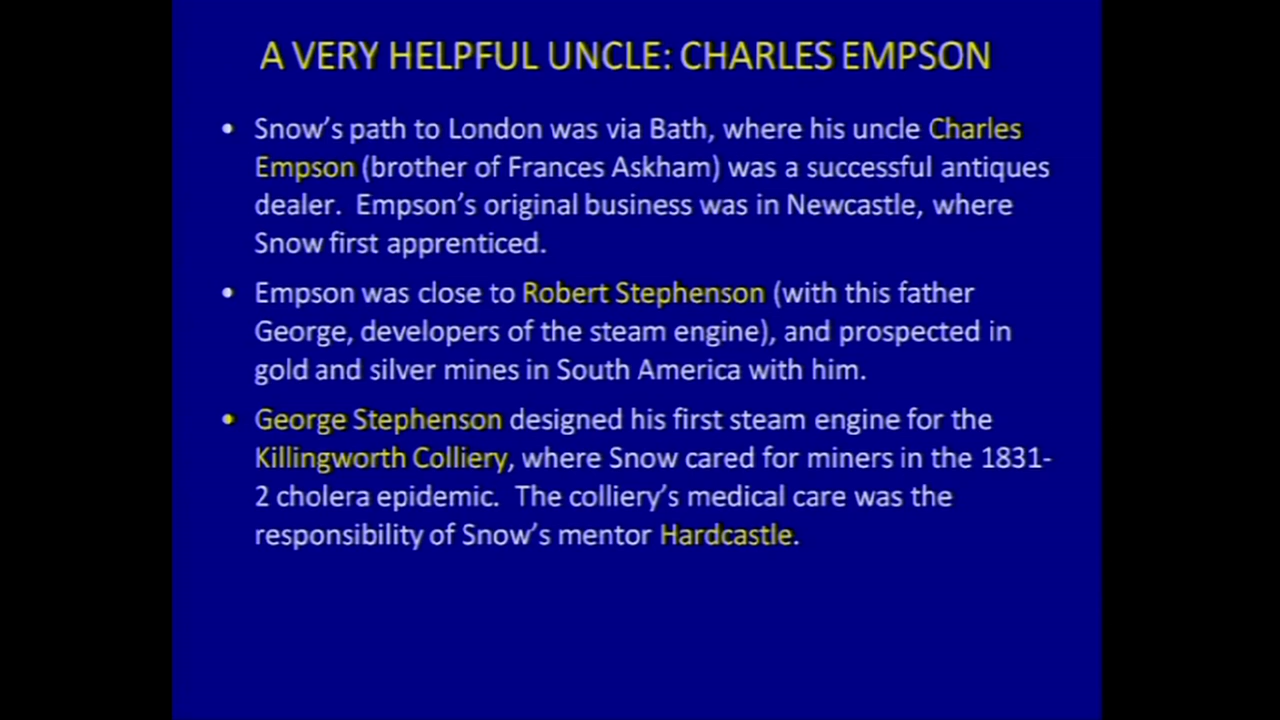 A VERY HELPFUL UNCLE: CHARLES EMPSON
• Snow’s path to London was via Bath, where his uncle Charles
Empson (brother of Frances Askham) was a successful antiques
dealer.  Empson’s original business was in Newcastle, where
Snow first apprenticed.
• Empson was close to Robert Stephenson (with this father
George, developers of the steam engine), and prospected in
gold and silver mines in South America with him.
• George Stephenson designed his first steam engine for the
Killingworth Colliery, where Snow cared for miners in the 1831-
2 cholera epidemic.  The colliery’s medical care was the
responsibility of Snow’s mentor Hardcastle.